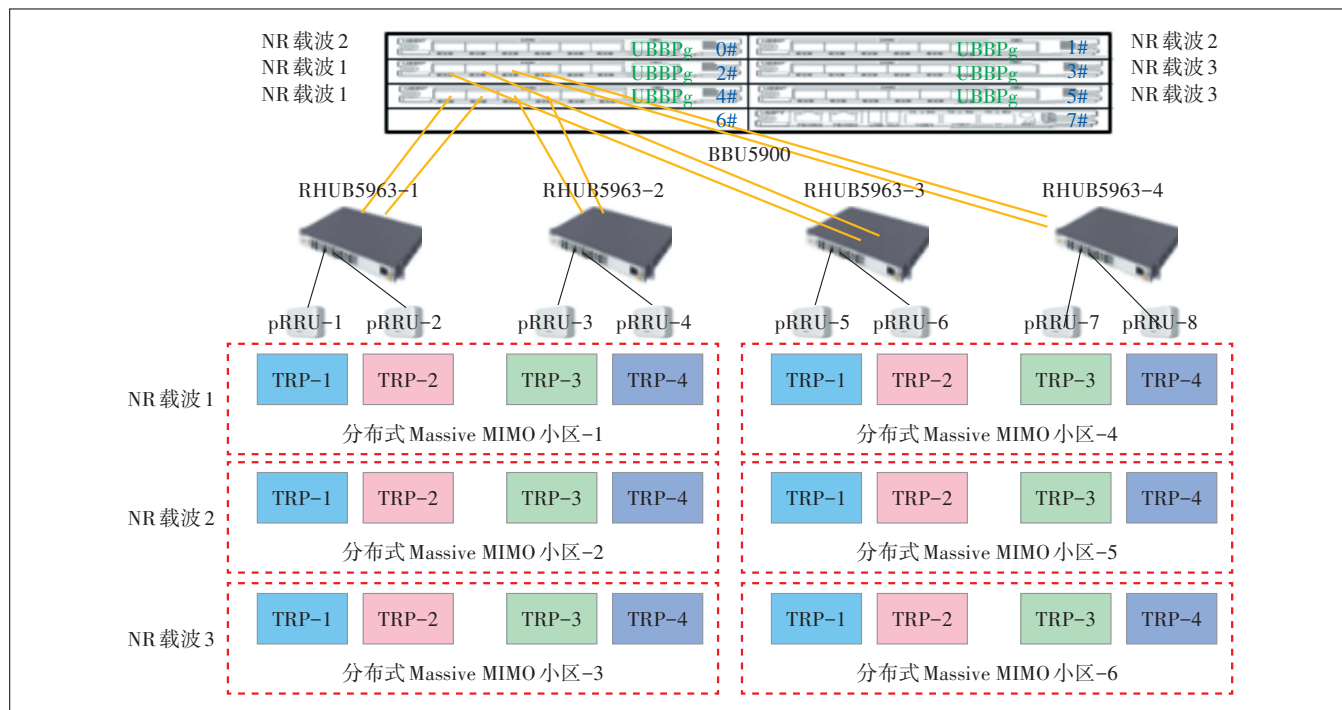 NR载波2 UBBPg 0# UBBPg 1# NR载波2
NR载波1 UBBPg 2# UBBPg 3# NR载波3
NR载波1 UBBPg 4# UBBPg 5# NR载波3
6# 7#
BBU5900
RHUB5963-1 RHUB5963-2 RHUB5963-3 RHUB5963-4
pRRU-1 pRRU-2 pRRU-3 pRRU-4 pRRU-5 pRRU-6 pRRU-7 pRRU-8
NR载波1 TRP-1 TRP-2 TRP-3 TRP-4 TRP-1 TRP-2 TRP-3 TRP-4
分布式Massive MIMO小区-1 分布式Massive MIMO小区-4
NR载波2 TRP-1 TRP-2 TRP-3 TRP-4 TRP-1 TRP-2 TRP-3 TRP-4
分布式Massive MIMO小区-2 分布式Massive MIMO小区-5
NR载波3 TRP-1 TRP-2 TRP-3 TRP-4 TRP-1 TRP-2 TRP-3 TRP-4
分布式Massive MIMO小区-3 分布式Massive MIMO小区-6